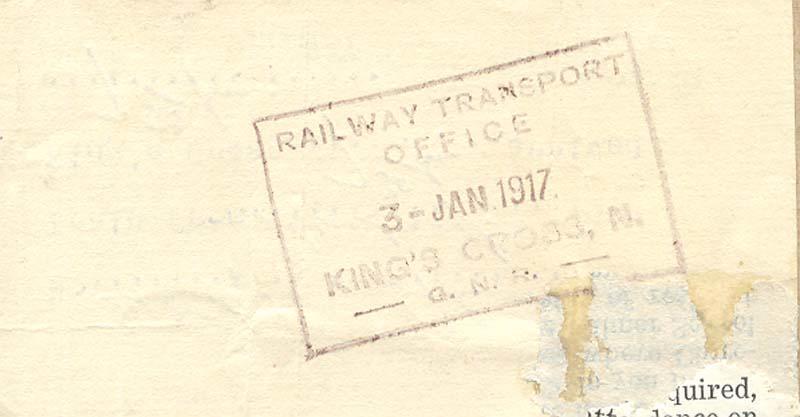 RAILWAY TRANSPORT
OFFICE
3-JAN.1917.
KING'S CROSS, N.
— G. N. R. —
quired,